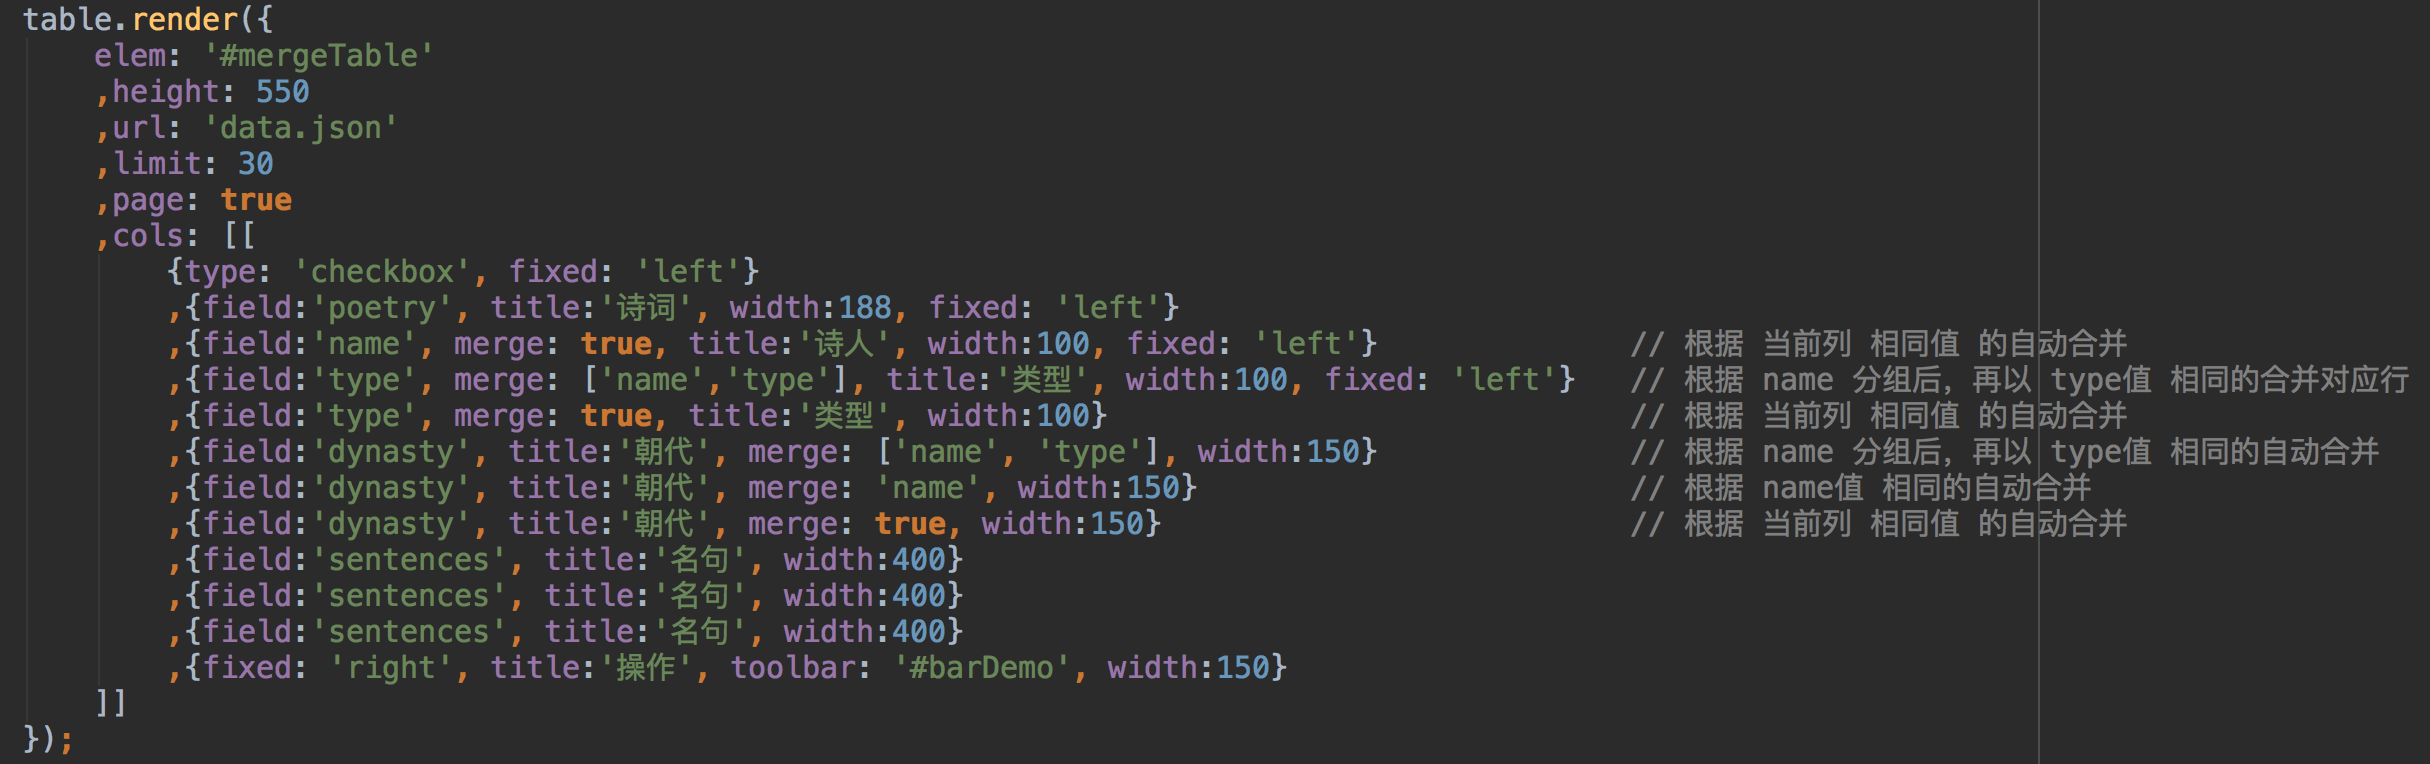 table.render({
    elem: '#mergeTable'
    ,height: 550
    ,url: 'data.json'
    ,limit: 30
    ,page: true
    ,cols: [[
        {type: 'checkbox', fixed: 'left'}
        ,{field:'poetry', title:'诗词', width:188, fixed: 'left'}
        ,{field:'name', merge: true, title:'诗人', width:100, fixed: 'left'}              // 根据 当前列 相同值 的自动合并
        ,{field:'type', merge: ['name','type'], title:'类型', width:100, fixed: 'left'}   // 根据 name 分组后，再以 type值 相同的合并对应行
        ,{field:'type', merge: true, title:'类型', width:100}                             // 根据 当前列 相同值 的自动合并
        ,{field:'dynasty', title:'朝代', merge: ['name', 'type'], width:150}              // 根据 name 分组后，再以 type值 相同的自动合并
        ,{field:'dynasty', title:'朝代', merge: 'name', width:150}                        // 根据 name值 相同的自动合并
        ,{field:'dynasty', title:'朝代', merge: true, width:150}                          // 根据 当前列 相同值 的自动合并
        ,{field:'sentences', title:'名句', width:400}
        ,{field:'sentences', title:'名句', width:400}
        ,{field:'sentences', title:'名句', width:400}
        ,{fixed: 'right', title:'操作', toolbar: '#barDemo', width:150}
    ]]
});